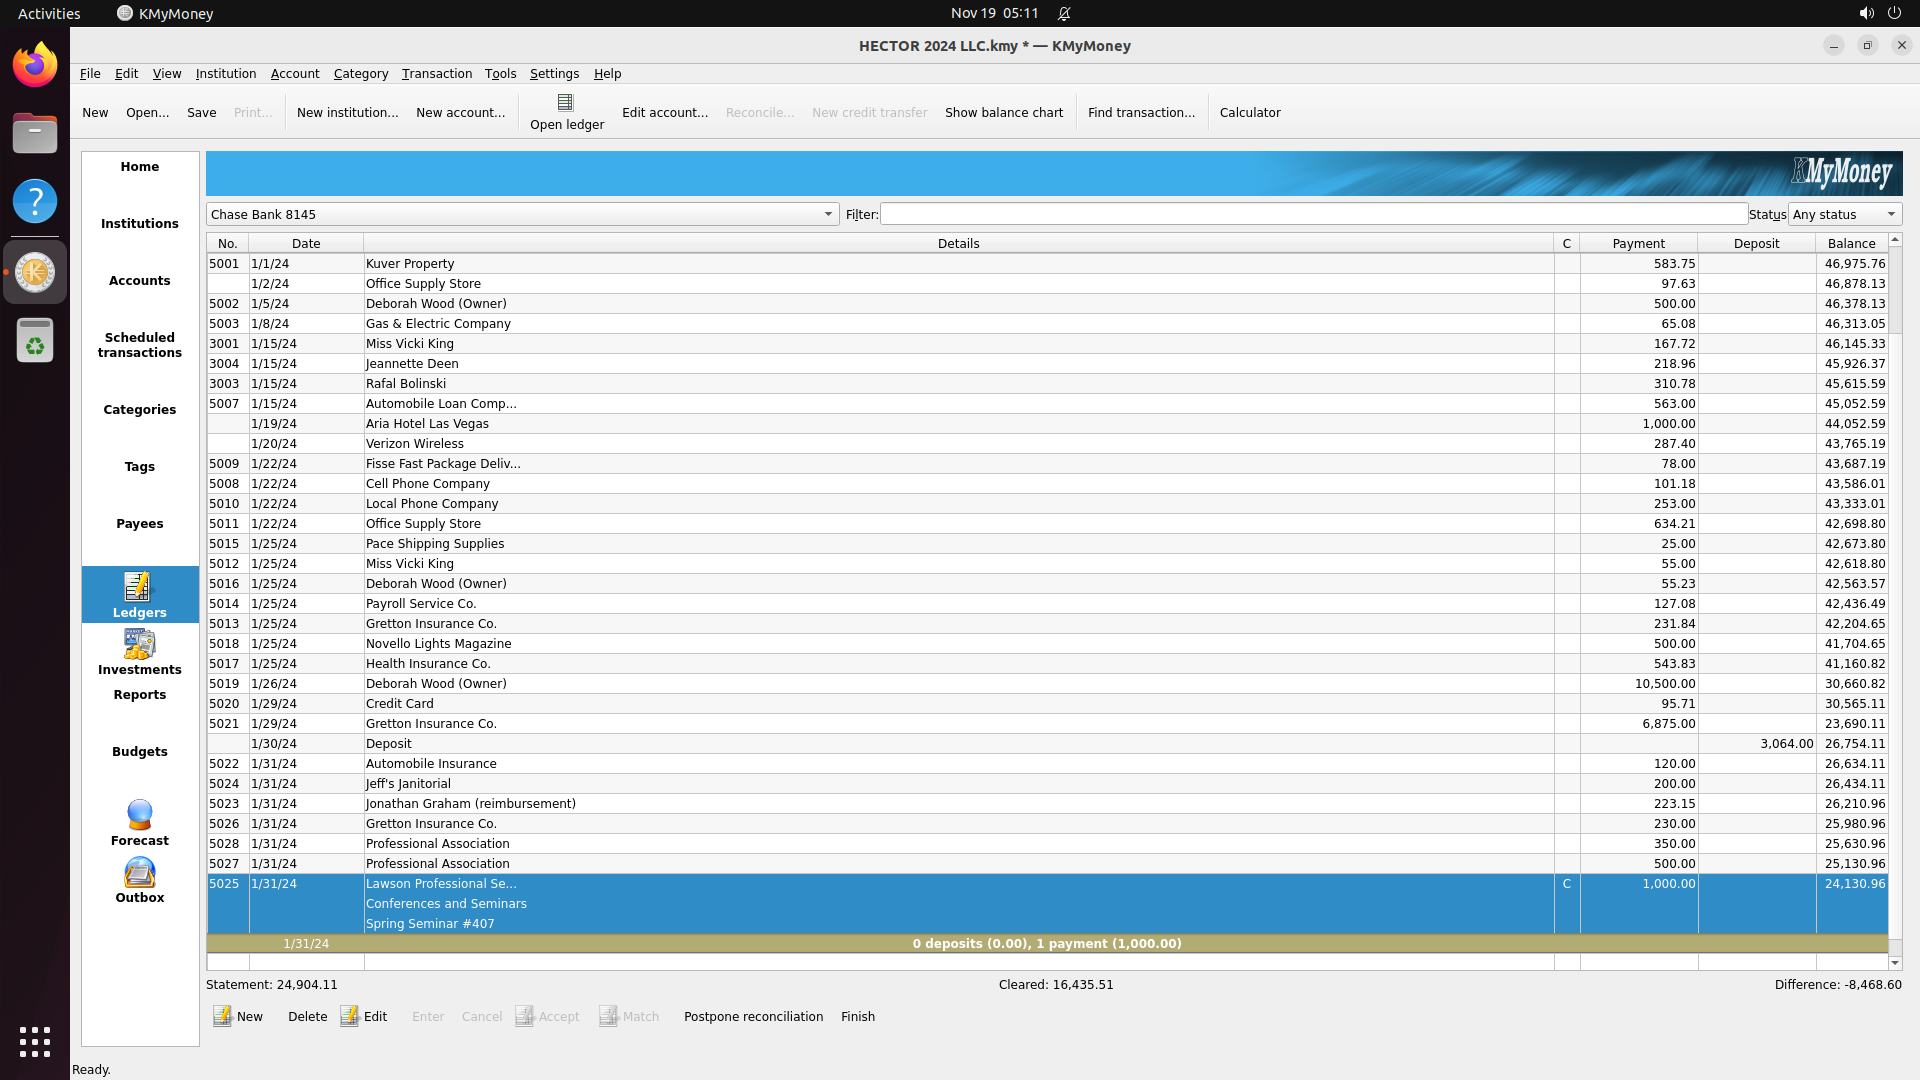 Activities
KMyMoney
Nov 19 05:11
HECTOR 2024 LLC.kmy * — KMyMoney
File Edit View Institution Account Category Transaction Tools Settings Help
New Open... Save Print... New institution... New account... Open ledger Edit account... Reconcile... New credit transfer Show balance chart Find transaction... Calculator
Home
Institutions
Accounts
Scheduled
transactions
Categories
Tags
Payees
Ledgers
Investments
Reports
Budgets
Forecast
Outbox
KMyMoney
Chase Bank 8145 Filter: Status Any status
No. Date Details C Payment Deposit Balance
5001 1/1/24 Kuver Property 583.75 46,975.76
1/2/24 Office Supply Store 97.63 46,878.13
5002 1/5/24 Deborah Wood (Owner) 500.00 46,378.13
5003 1/8/24 Gas & Electric Company 65.08 46,313.05
3001 1/15/24 Miss Vicki King 167.72 46,145.33
3004 1/15/24 Jeannette Deen 218.96 45,926.37
3003 1/15/24 Rafal Bolinski 310.78 45,615.59
5007 1/15/24 Automobile Loan Comp... 563.00 45,052.59
1/19/24 Aria Hotel Las Vegas 1,000.00 44,052.59
1/20/24 Verizon Wireless 287.40 43,765.19
5009 1/22/24 Fisse Fast Package Deliv... 78.00 43,687.19
5008 1/22/24 Cell Phone Company 101.18 43,586.01
5010 1/22/24 Local Phone Company 253.00 43,333.01
5011 1/22/24 Office Supply Store 634.21 42,698.80
5015 1/25/24 Pace Shipping Supplies 25.00 42,673.80
5012 1/25/24 Miss Vicki King 55.00 42,618.80
5016 1/25/24 Deborah Wood (Owner) 55.23 42,563.57
5014 1/25/24 Payroll Service Co. 127.08 42,436.49
5013 1/25/24 Gretton Insurance Co. 231.84 42,204.65
5018 1/25/24 Novello Lights Magazine 500.00 41,704.65
5017 1/25/24 Health Insurance Co. 543.83 41,160.82
5019 1/26/24 Deborah Wood (Owner) 10,500.00 30,660.82
5020 1/29/24 Credit Card 95.71 30,565.11
5021 1/29/24 Gretton Insurance Co. 6,875.00 23,690.11
1/30/24 Deposit 3,064.00 26,754.11
5022 1/31/24 Automobile Insurance 120.00 26,634.11
5024 1/31/24 Jeff's Janitorial 200.00 26,434.11
5023 1/31/24 Jonathan Graham (reimbursement) 223.15 26,210.96
5026 1/31/24 Gretton Insurance Co. 230.00 25,980.96
5028 1/31/24 Professional Association 350.00 25,630.96
5027 1/31/24 Professional Association 500.00 25,130.96
5025 1/31/24 Lawson Professional Se... C 1,000.00 24,130.96
Conferences and Seminars
Spring Seminar #407
1/31/24 0 deposits (0.00), 1 payment (1,000.00)
Statement: 24,904.11 Cleared: 16,435.51 Difference: -8,468.60
New Delete Edit Enter Cancel Accept Match Postpone reconciliation Finish
Ready.